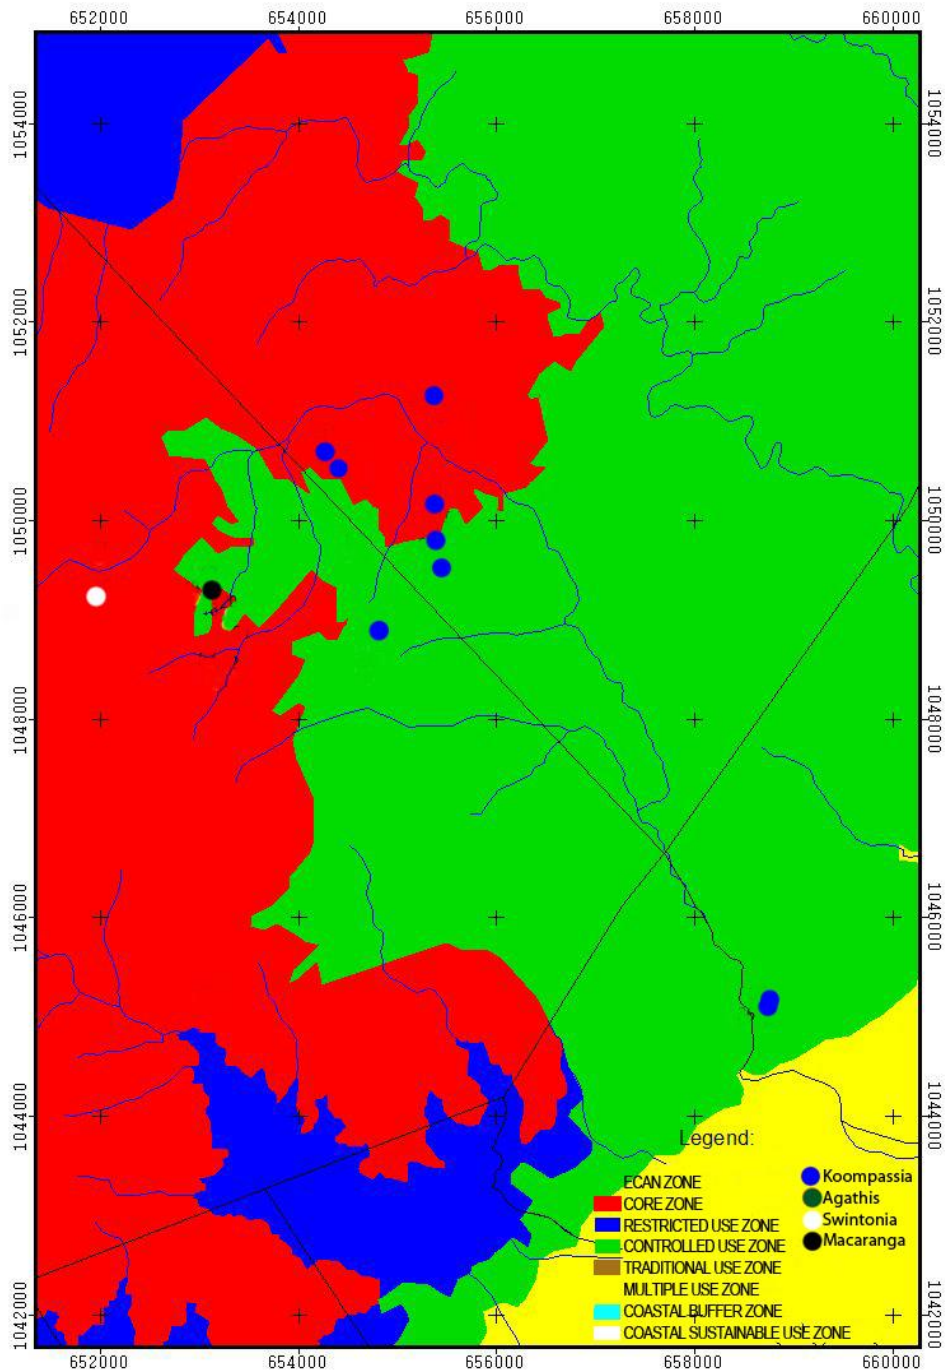 652000 654000 656000 658000 660000
1054000 1054000
1052000 1052000
1050000 1050000
1048000 1048000
1046000 1046000
1044000 1044000
Legend:
ECAN ZONE
CORE ZONE
RESTRICTED USE ZONE
CONTROLLED USE ZONE
TRADITIONAL USE ZONE
MULTIPLE USE ZONE
COASTAL BUFFER ZONE
COASTAL SUSTAINABLE USE ZONE
Koompassia
Agathis
Swintonia
Macaranga
1042000 1042000
652000 654000 656000 658000 660000